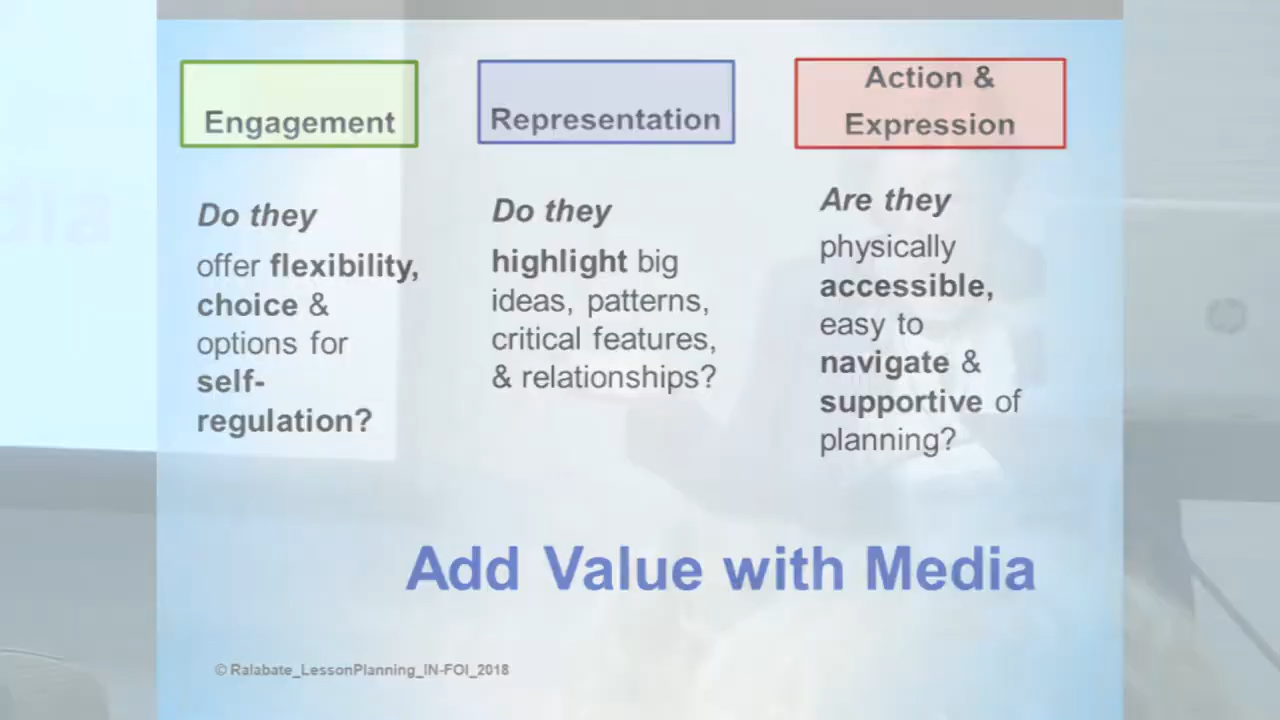 Engagement
Representation
Action &
Expression
Do they
offer flexibility,
choice &
options for
self-
regulation?
Do they
highlight big
ideas, patterns,
critical features,
& relationships?
Are they
physically
accessible,
easy to
navigate &
supportive of
planning?
Add Value with Media
© Ralabate_LessonPlanning_IN-FOI_2018
dia